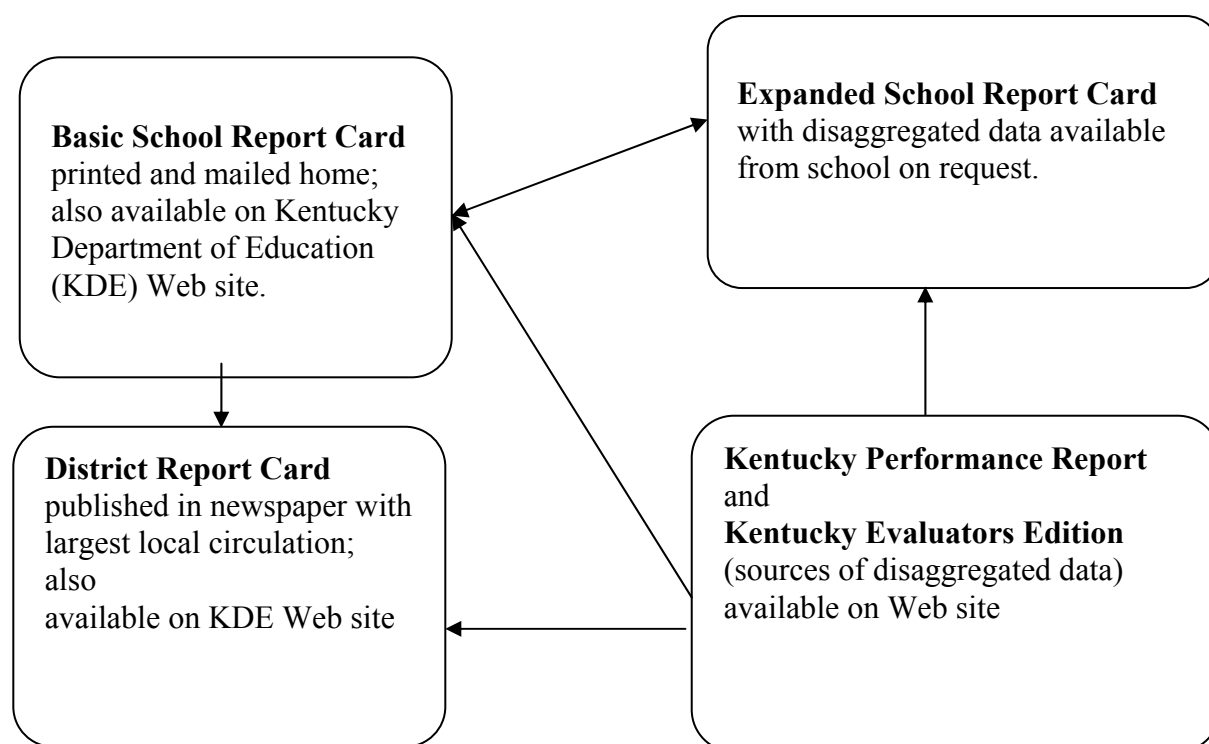 Basic School Report Card
printed and mailed home;
also available on Kentucky
Department of Education
(KDE) Web site.
Expanded School Report Card
with disaggregated data available
from school on request.
District Report Card
published in newspaper with
largest local circulation;
also
available on KDE Web site
Kentucky Performance Report
and
Kentucky Evaluators Edition
(sources of disaggregated data)
available on Web site